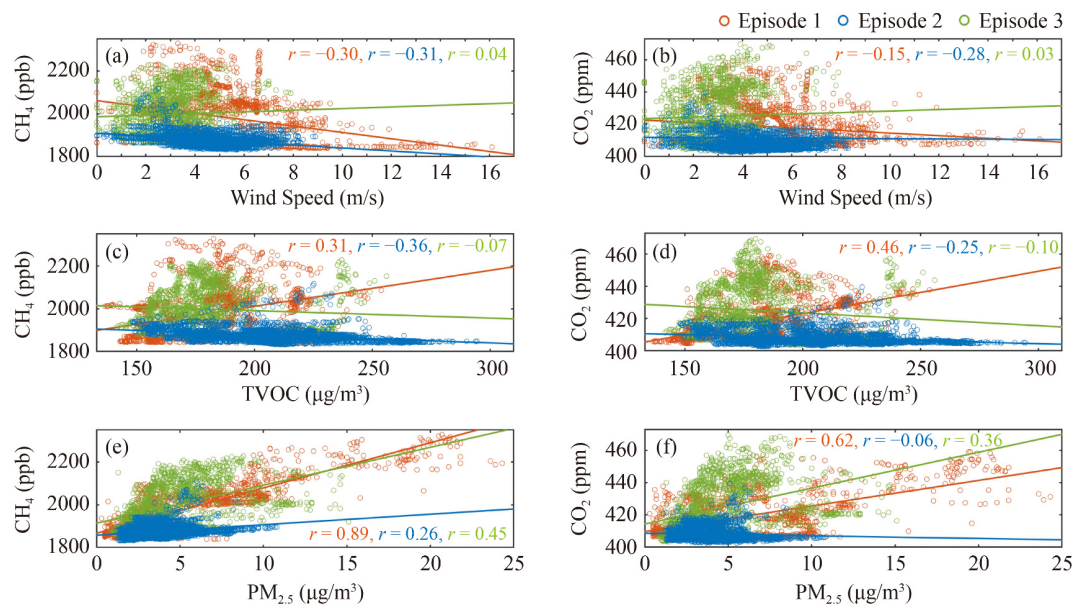 Episode 1 Episode 2 Episode 3
(a) r = −0.30, r = −0.31, r = 0.04
2200
2000
1800
CH4 (ppb)
0 2 4 6 8 10 12 14 16
Wind Speed (m/s)
(b) r = −0.15, r = −0.28, r = 0.03
460
440
420
400
CO2 (ppm)
0 2 4 6 8 10 12 14 16
Wind Speed (m/s)
(c) r = 0.31, r = −0.36, r = −0.07
2200
2000
1800
CH4 (ppb)
150 200 250 300
TVOC (μg/m³)
(d) r = 0.46, r = −0.25, r = −0.10
460
440
420
400
CO2 (ppm)
150 200 250 300
TVOC (μg/m³)
(e)
2200
2000
1800
CH4 (ppb)
r = 0.89, r = 0.26, r = 0.45
0 5 10 15 20 25
PM2.5 (μg/m³)
(f) r = 0.62, r = −0.06, r = 0.36
460
440
420
400
CO2 (ppm)
0 5 10 15 20 25
PM2.5 (μg/m³)